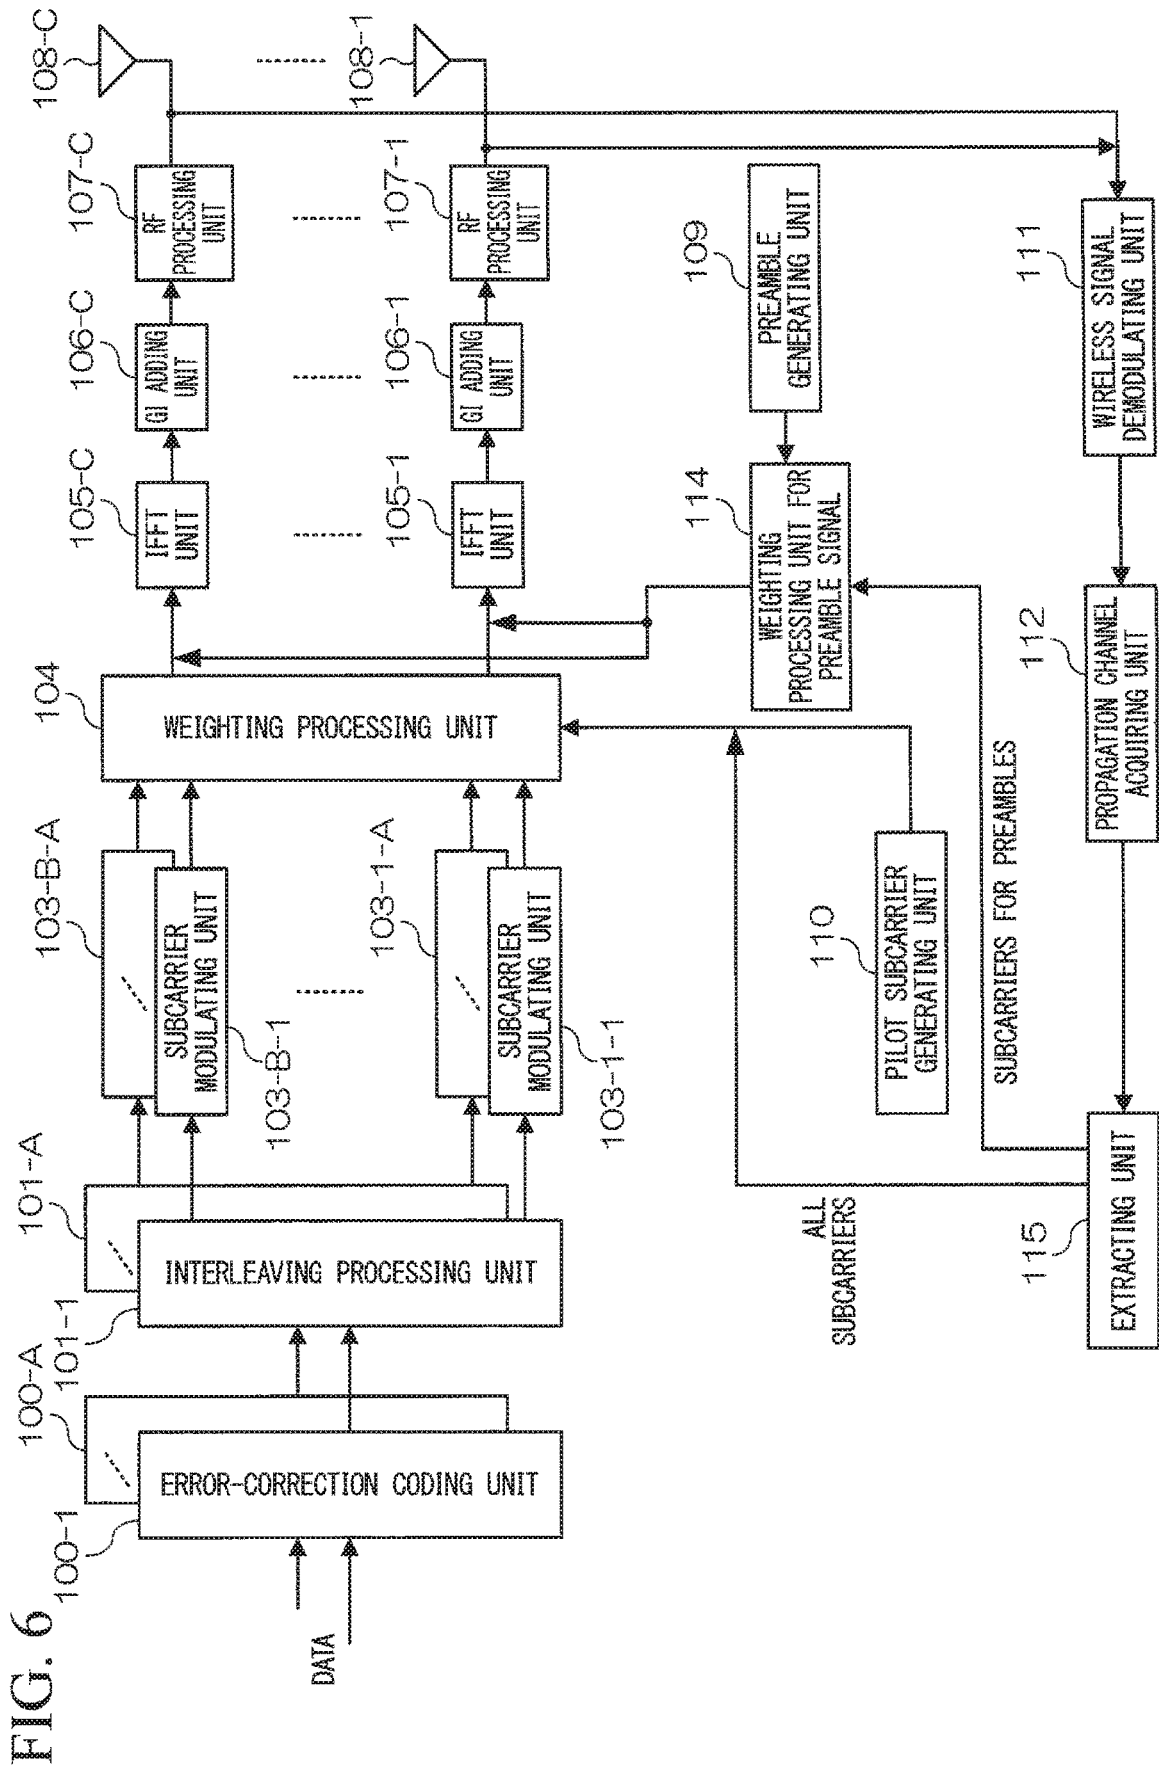 FIG. 6
DATA
100-1
100-A
ERROR-CORRECTION CODING UNIT
101-1
101-A
INTERLEAVING PROCESSING UNIT
103-B-A
SUBCARRIER
MODULATING UNIT
103-B-1
103-1-A
SUBCARRIER
MODULATING UNIT
103-1-1
104
WEIGHTING PROCESSING UNIT
105-C
IFFT
UNIT
106-C
GI ADDING
UNIT
107-C
RF
PROCESSING
UNIT
108-C
105-1
IFFT
UNIT
106-1
GI ADDING
UNIT
107-1
RF
PROCESSING
UNIT
108-1
114
WEIGHTING
PROCESSING UNIT FOR
PREAMBLE SIGNAL
109
PREAMBLE
GENERATING UNIT
110
PILOT SUBCARRIER
GENERATING UNIT
ALL
SUBCARRIERS
SUBCARRIERS FOR PREAMBLES
115
EXTRACTING UNIT
112
PROPAGATION CHANNEL
ACQUIRING UNIT
111
WIRELESS SIGNAL
DEMODULATING UNIT